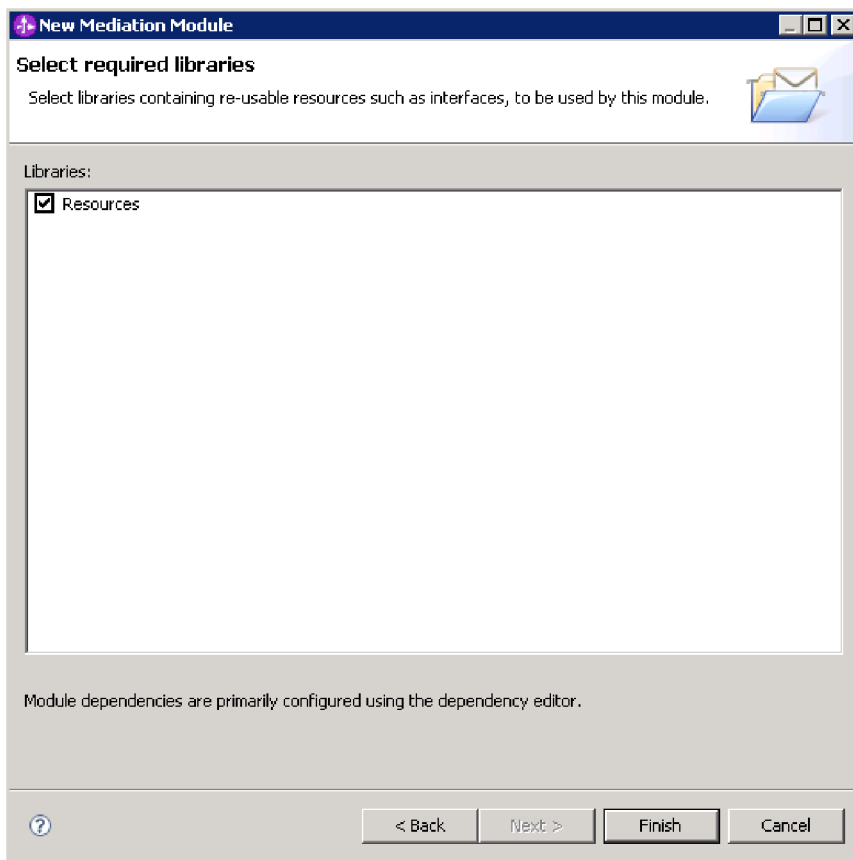 New Mediation Module
Select required libraries
Select libraries containing re-usable resources such as interfaces, to be used by this module.
Libraries:
Resources
Module dependencies are primarily configured using the dependency editor.
?
< Back
Next >
Finish
Cancel